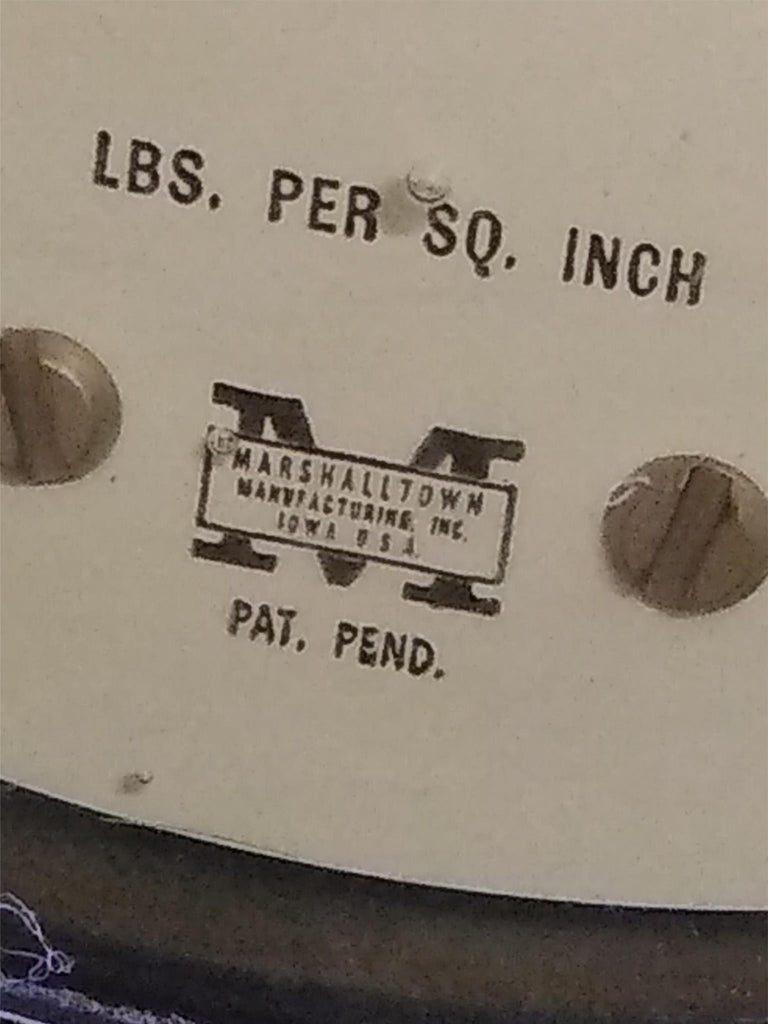 LBS. PER SQ. INCH
M
MARSHALLTOWN
MANUFACTURING, INC.
IOWA U S A
PAT. PEND.